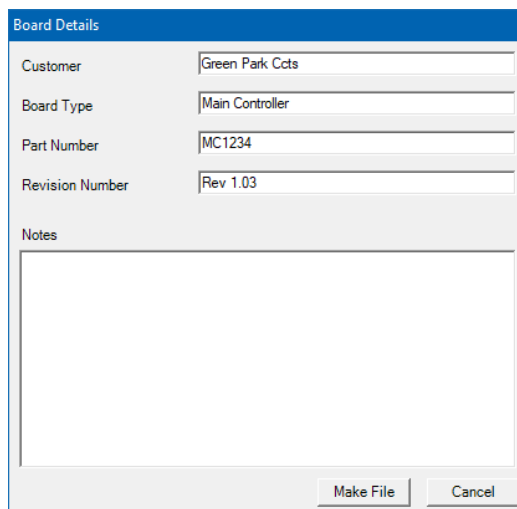 Board Details
Customer Green Park Ccts
Board Type Main Controller
Part Number MC1234
Revision Number Rev 1.03
Notes
Make File Cancel